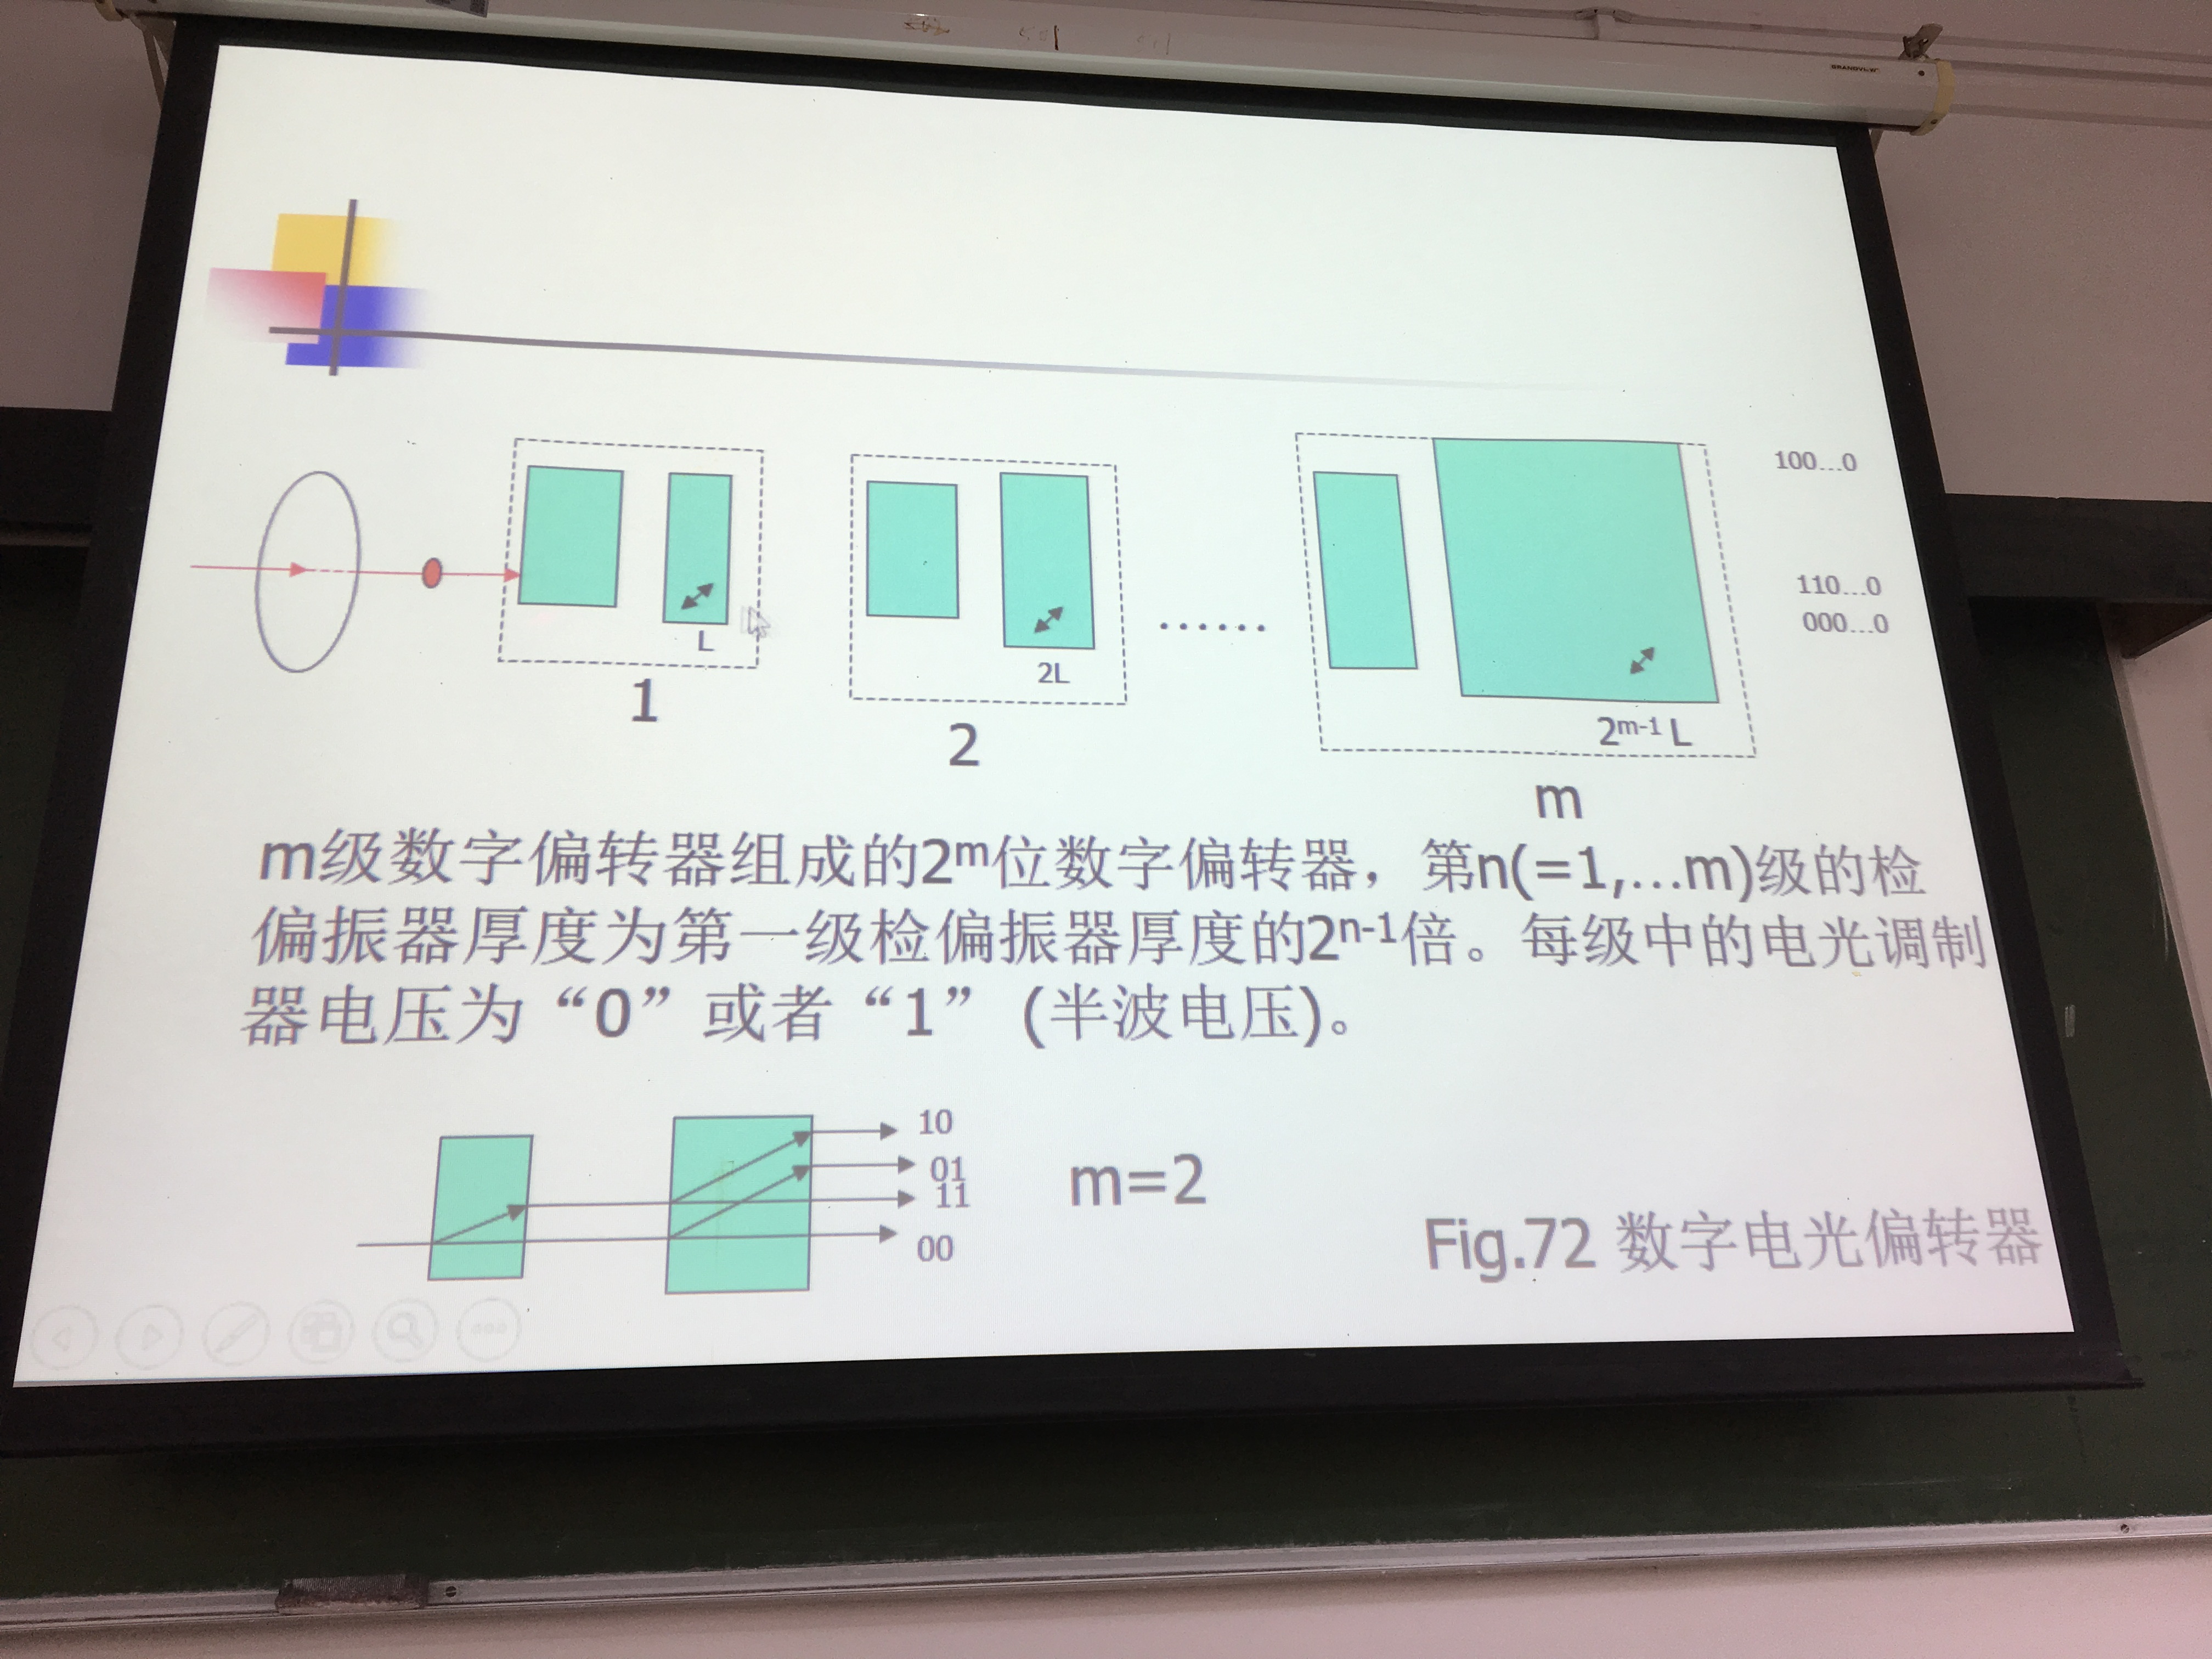 GRANDVIEW
100...0
110...0
000...0
L
2L
......
2ᵐ⁻¹ L
1
2
m
m级数字偏转器组成的2ᵐ位数字偏转器，第n(=1,...m)级的检
偏振器厚度为第一级检偏振器厚度的2ⁿ⁻¹倍。每级中的电光调制
器电压为“0”或者“1” (半波电压)。
10
01
11
00
m=2
Fig.72 数字电光偏转器